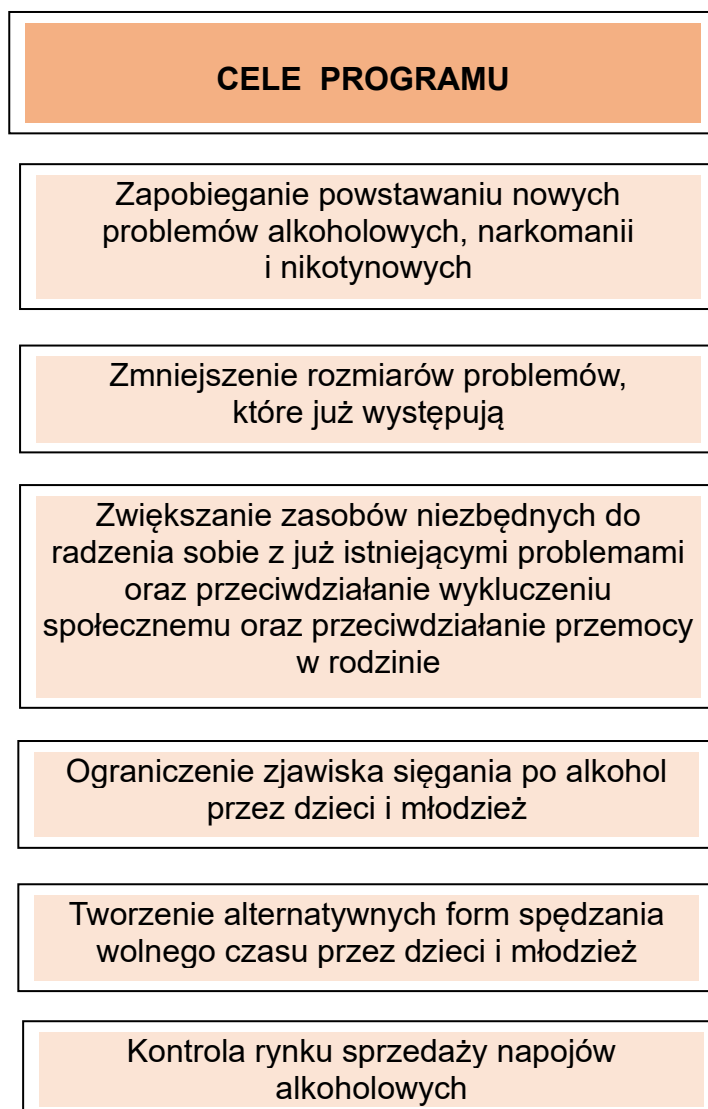 CELE PROGRAMU
Zapobieganie powstawaniu nowych
problemów alkoholowych, narkomanii
i nikotynowych
Zmniejszenie rozmiarów problemów,
które już występują
Zwiększanie zasobów niezbędnych do
radzenia sobie z już istniejącymi problemami
oraz przeciwdziałanie wykluczeniu
społecznemu oraz przeciwdziałanie przemocy
w rodzinie
Ograniczenie zjawiska sięgania po alkohol
przez dzieci i młodzież
Tworzenie alternatywnych form spędzania
wolnego czasu przez dzieci i młodzież
Kontrola rynku sprzedaży napojów
alkoholowych